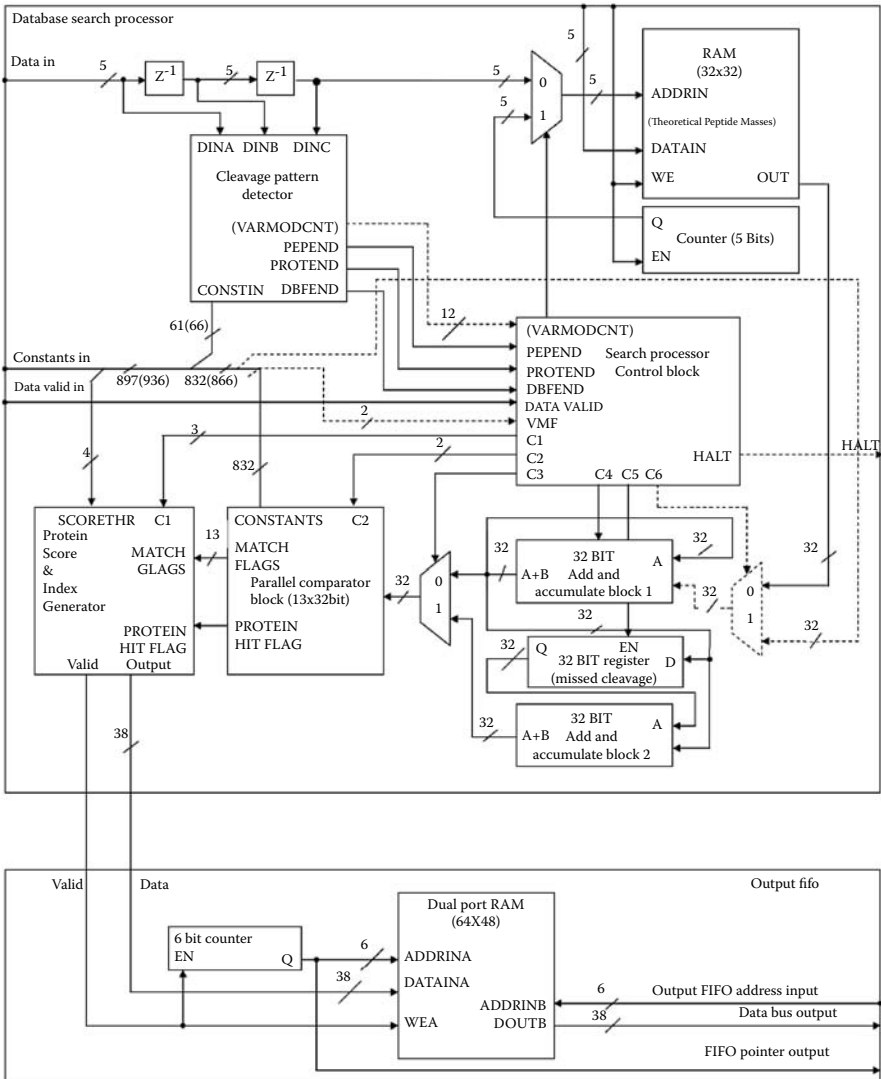 Database search processor
Data in
5
Z-1
5
Z-1
5
5
0
1
5
5
RAM
(32x32)
ADDRIN
(Theoretical Peptide Masses)
DATAIN
WE
OUT
Q
Counter (5 Bits)
EN
DINA DINB DINC
Cleavage pattern
detector
(VARMODCNT)
PEPEND
PROTEND
CONSTIN
DBFEND
61(66)
12
Constants in
897(936)
832(866)
Data valid in
2
(VARMODCNT)
PEPEND
Search processor
PROTEND
Control block
DBFEND
DATA VALID
VMF
C1
C2
HALT
C3
C4 C5 C6
HALT
3
2
4
832
SCORETHR C1
Protein
Score
&
Index
Generator
MATCH
GLAGS
PROTEIN
HIT FLAG
Valid Output
13
CONSTANTS C2
MATCH
FLAGS
Parallel comparator
block (13x32bit)
PROTEIN
HIT FLAG
32
0
1
32
32 BIT
A
A+B
Add and
accumulate block 1
32
32
32
0
1
32
32
32
Q
EN
32 BIT register
D
(missed cleavage)
32
32
32 BIT
A
A+B
Add and
accumulate block 2
38
Valid
Data
Output fifo
Dual port RAM
(64X48)
6 bit counter
EN
Q
6
ADDRINA
38
DATAINA
WEA
ADDRINB
DOUTB
6
Output FIFO address input
38
Data bus output
FIFO pointer output